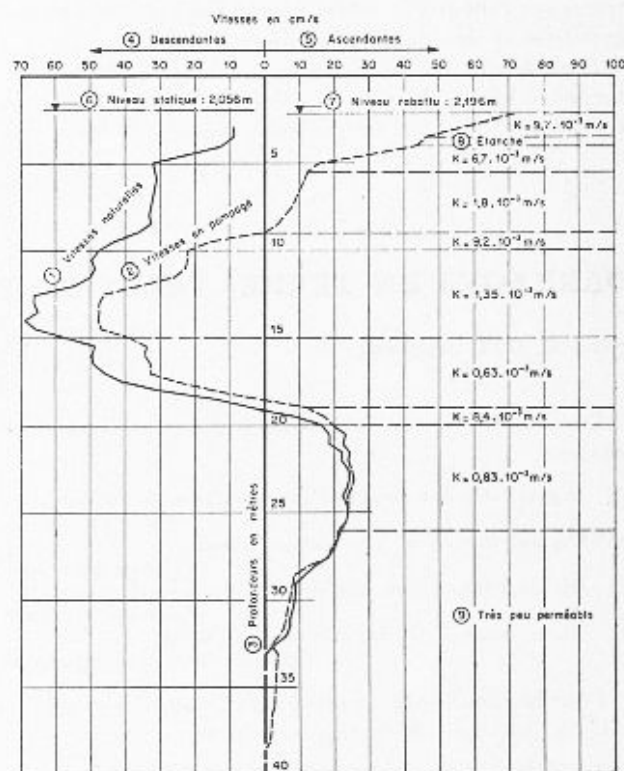 Vitesses en cm/s
④ Descendantes ⑤ Ascendantes
70 60 50 40 30 20 10 0 10 20 30 40 50 60 70 80 90 100
⑥ Niveau statique : 2,056m
⑦ Niveau rabattu : 2,196m
K = 9,7.10⁻³ m/s
⑧ Etanche
5
K = 6,7.10⁻³ m/s
① Vitesses naturelles
② Vitesses en pompage
K = 1,8.10⁻³ m/s
10
K = 9,2.10⁻³ m/s
K = 1,35.10⁻³ m/s
15
K = 0,63.10⁻³ m/s
K = 8,4.10⁻³ m/s
20
K = 0,83.10⁻³ m/s
25
③ Profondeurs en mètres
30
⑨ Très peu perméable
35
40